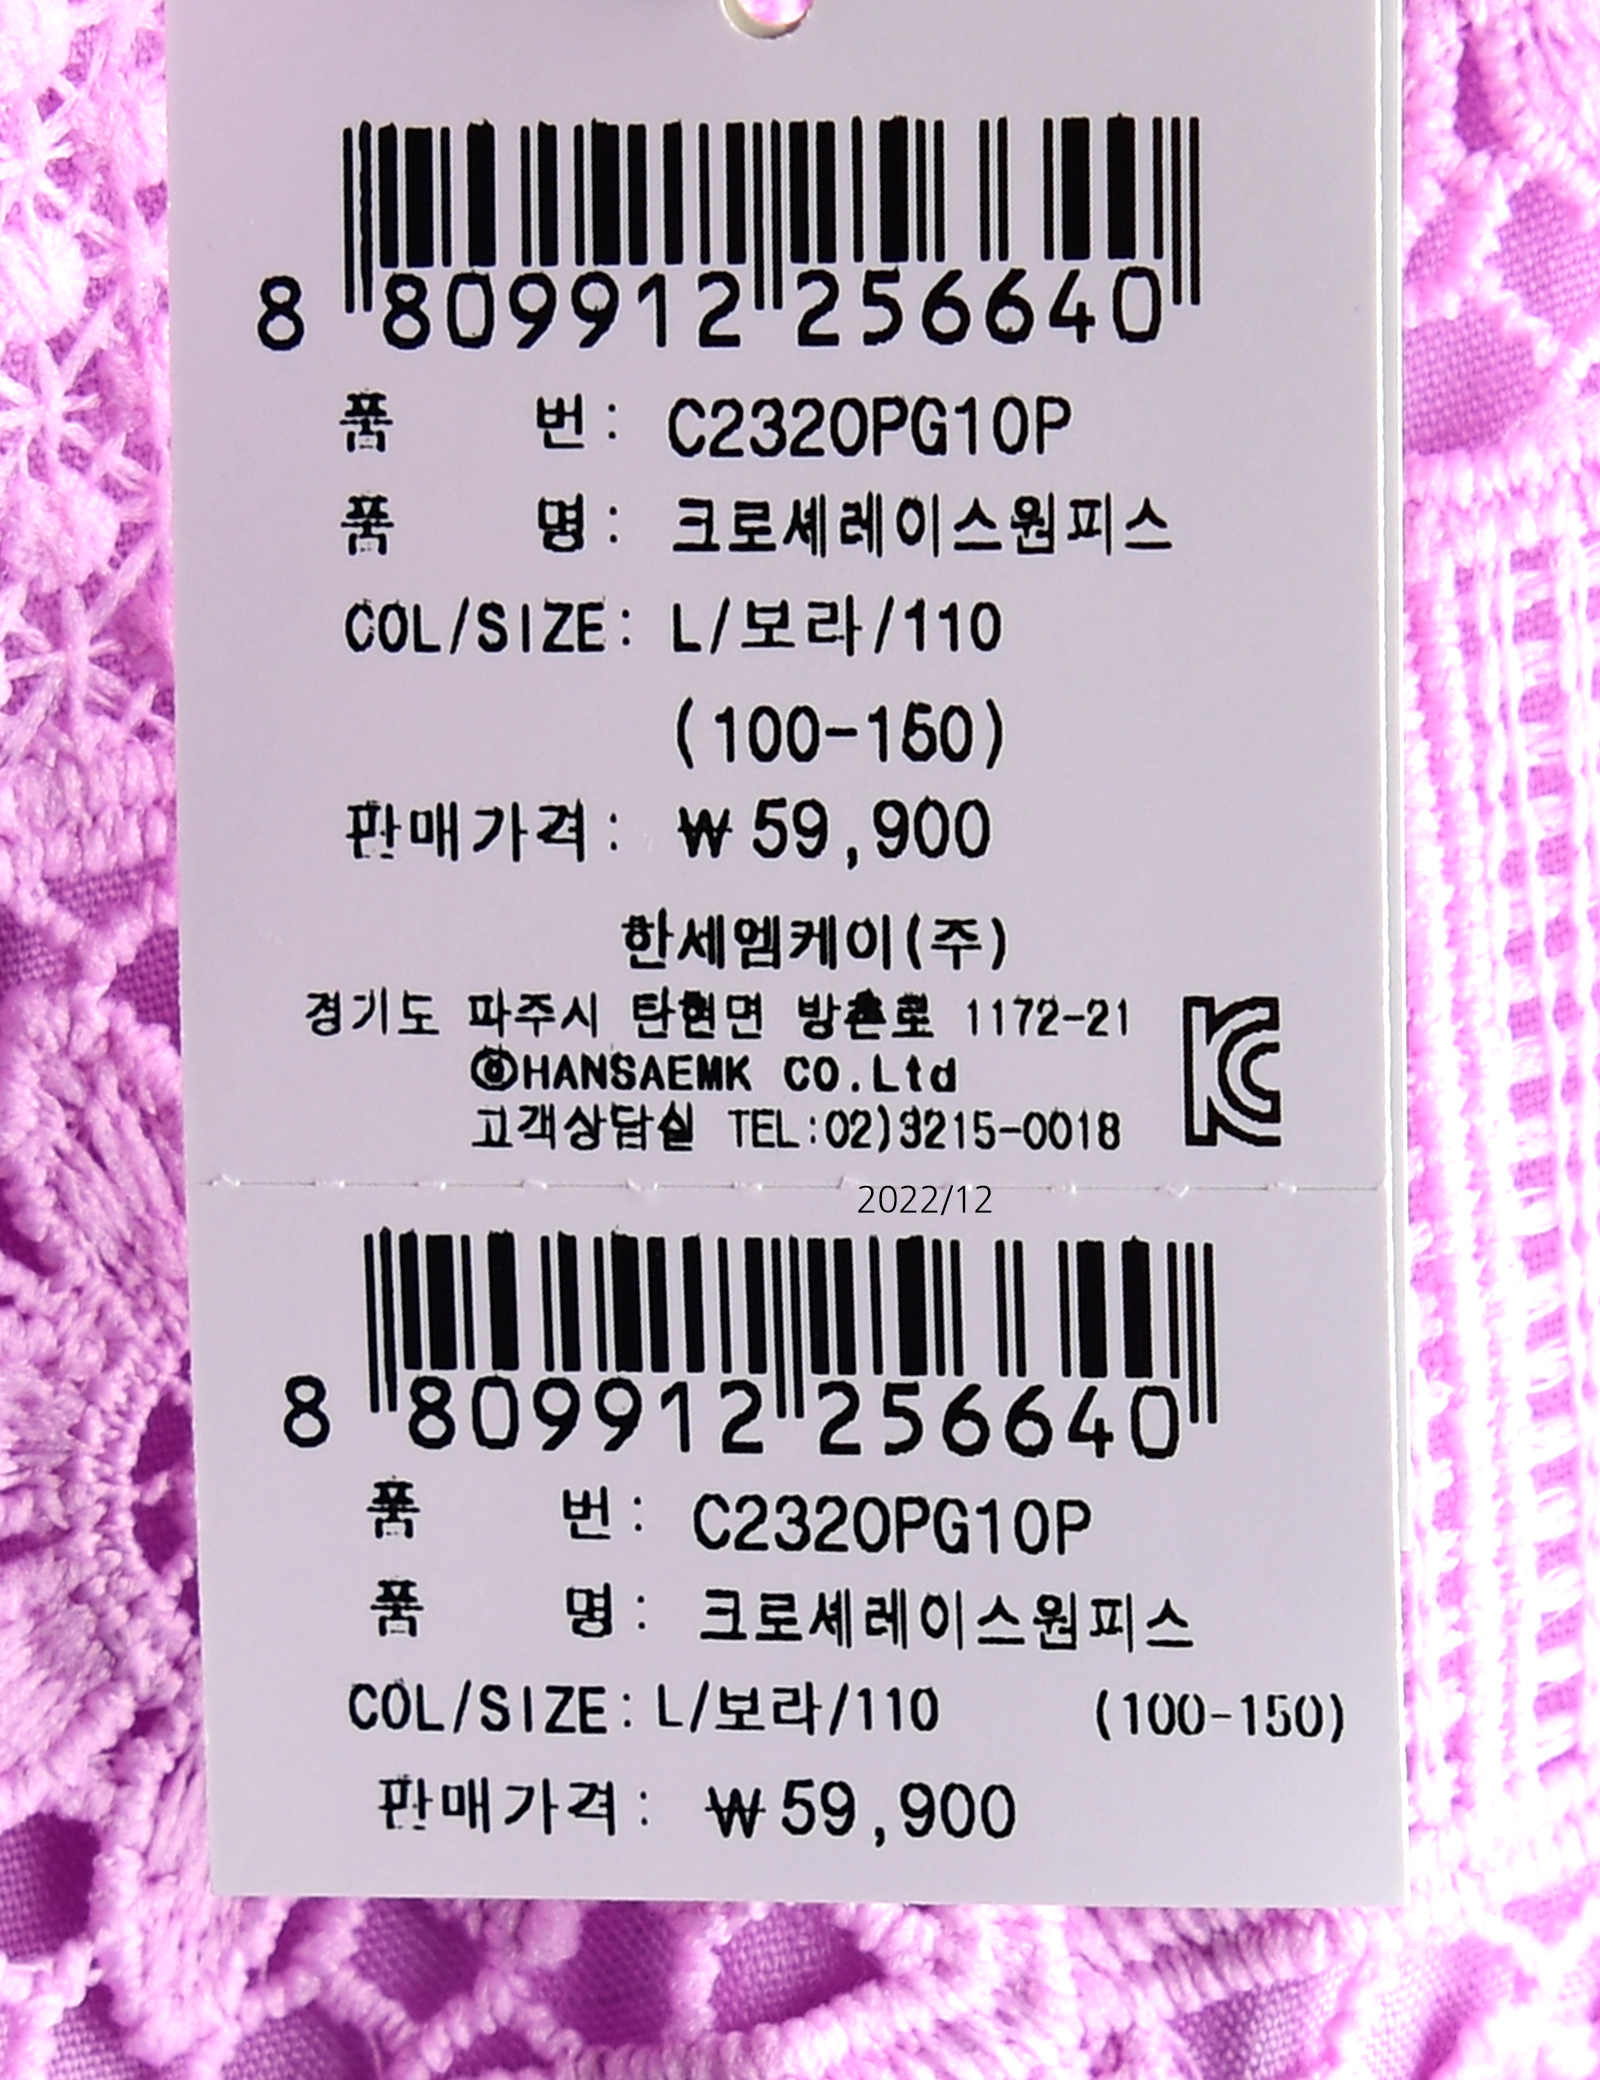 8 809912 256640
품 번: C232OPG10P
품 명: 크로셰레이스원피스
COL/SIZE: L/보라/110
(100-150)
판매가격: ₩59,900
한세엠케이(주)
경기도 파주시 탄현면 방촌로 1172-21
©HANSAEMK CO.Ltd
고객상담실 TEL:02)3215-0018
2022/12
8 809912 256640
품 번: C232OPG10P
품 명: 크로셰레이스원피스
COL/SIZE: L/보라/110 (100-150)
판매가격: ₩59,900